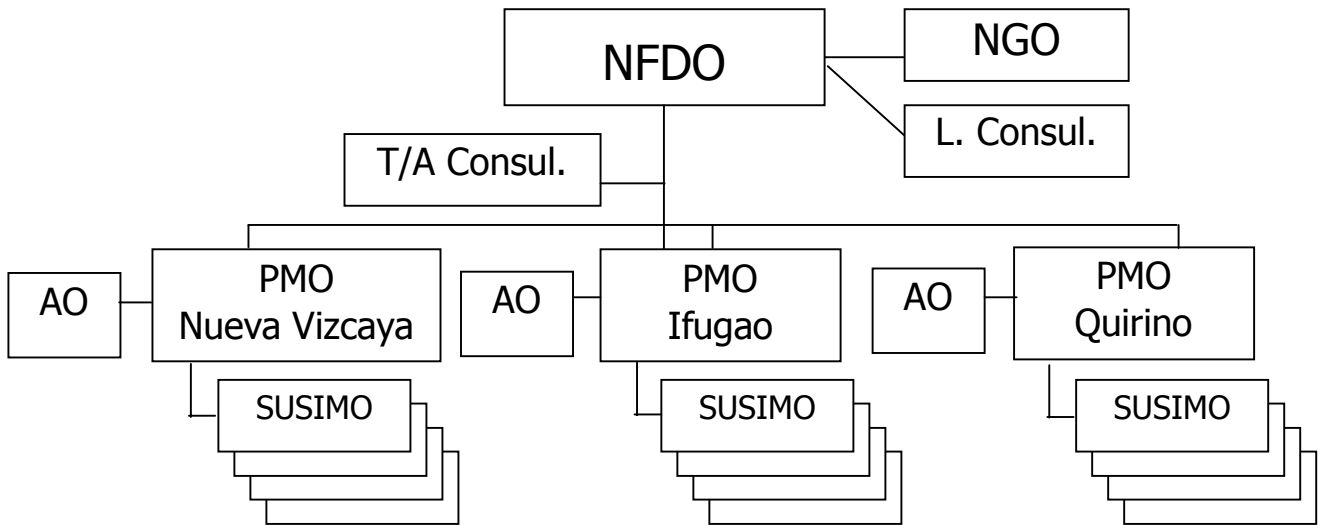 NFDO
NGO
L. Consul.
T/A Consul.
AO
PMO
Nueva Vizcaya
AO
PMO
Ifugao
AO
PMO
Quirino
SUSIMO
SUSIMO
SUSIMO